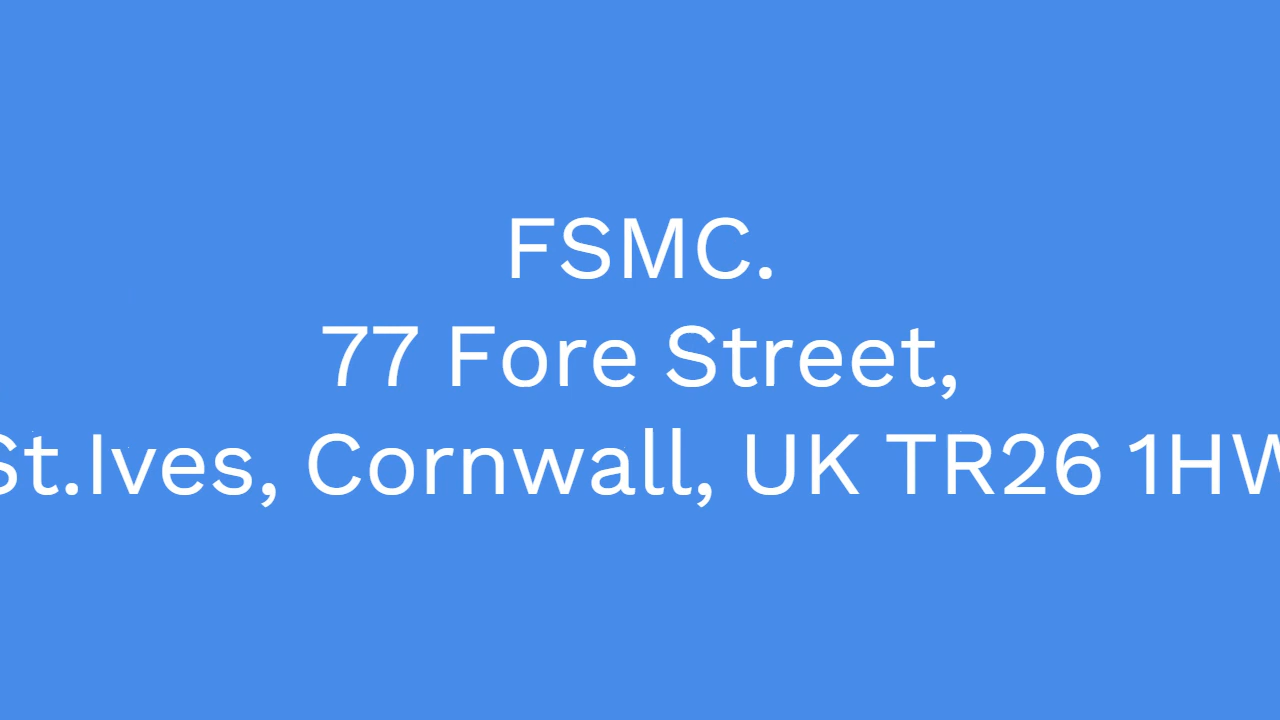 FSMC.
77 Fore Street,
St.Ives, Cornwall, UK TR26 1HW